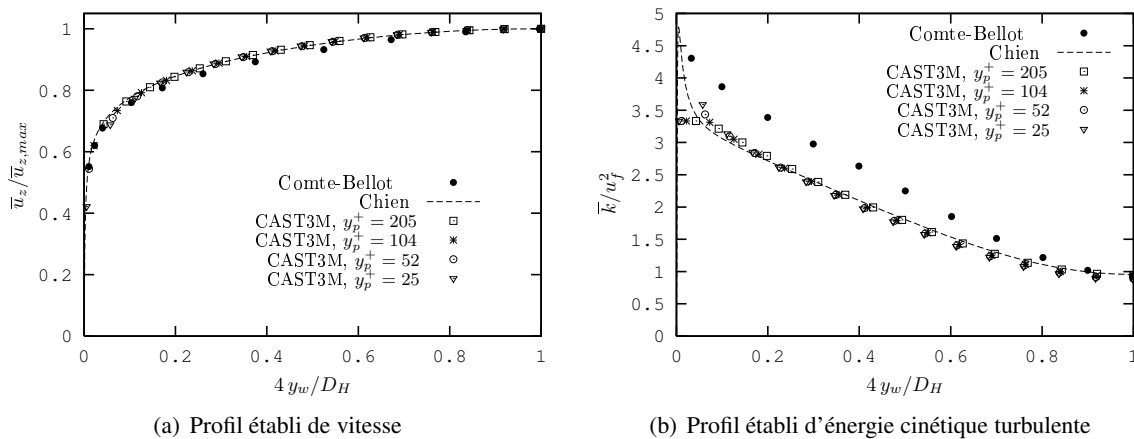 1
0.8
0.6
0.4
0.2
0
u̅_z/u̅_{z,max}
Comte-Bellot
Chien
CAST3M, y_p^+ = 205
CAST3M, y_p^+ = 104
CAST3M, y_p^+ = 52
CAST3M, y_p^+ = 25
0 0.2 0.4 0.6 0.8 1
4 y_w/D_H
(a) Profil établi de vitesse
5
4.5
4
3.5
3
2.5
2
1.5
1
0.5
0
k̅/u_f^2
Comte-Bellot
Chien
CAST3M, y_p^+ = 205
CAST3M, y_p^+ = 104
CAST3M, y_p^+ = 52
CAST3M, y_p^+ = 25
0 0.2 0.4 0.6 0.8 1
4 y_w/D_H
(b) Profil établi d'énergie cinétique turbulente